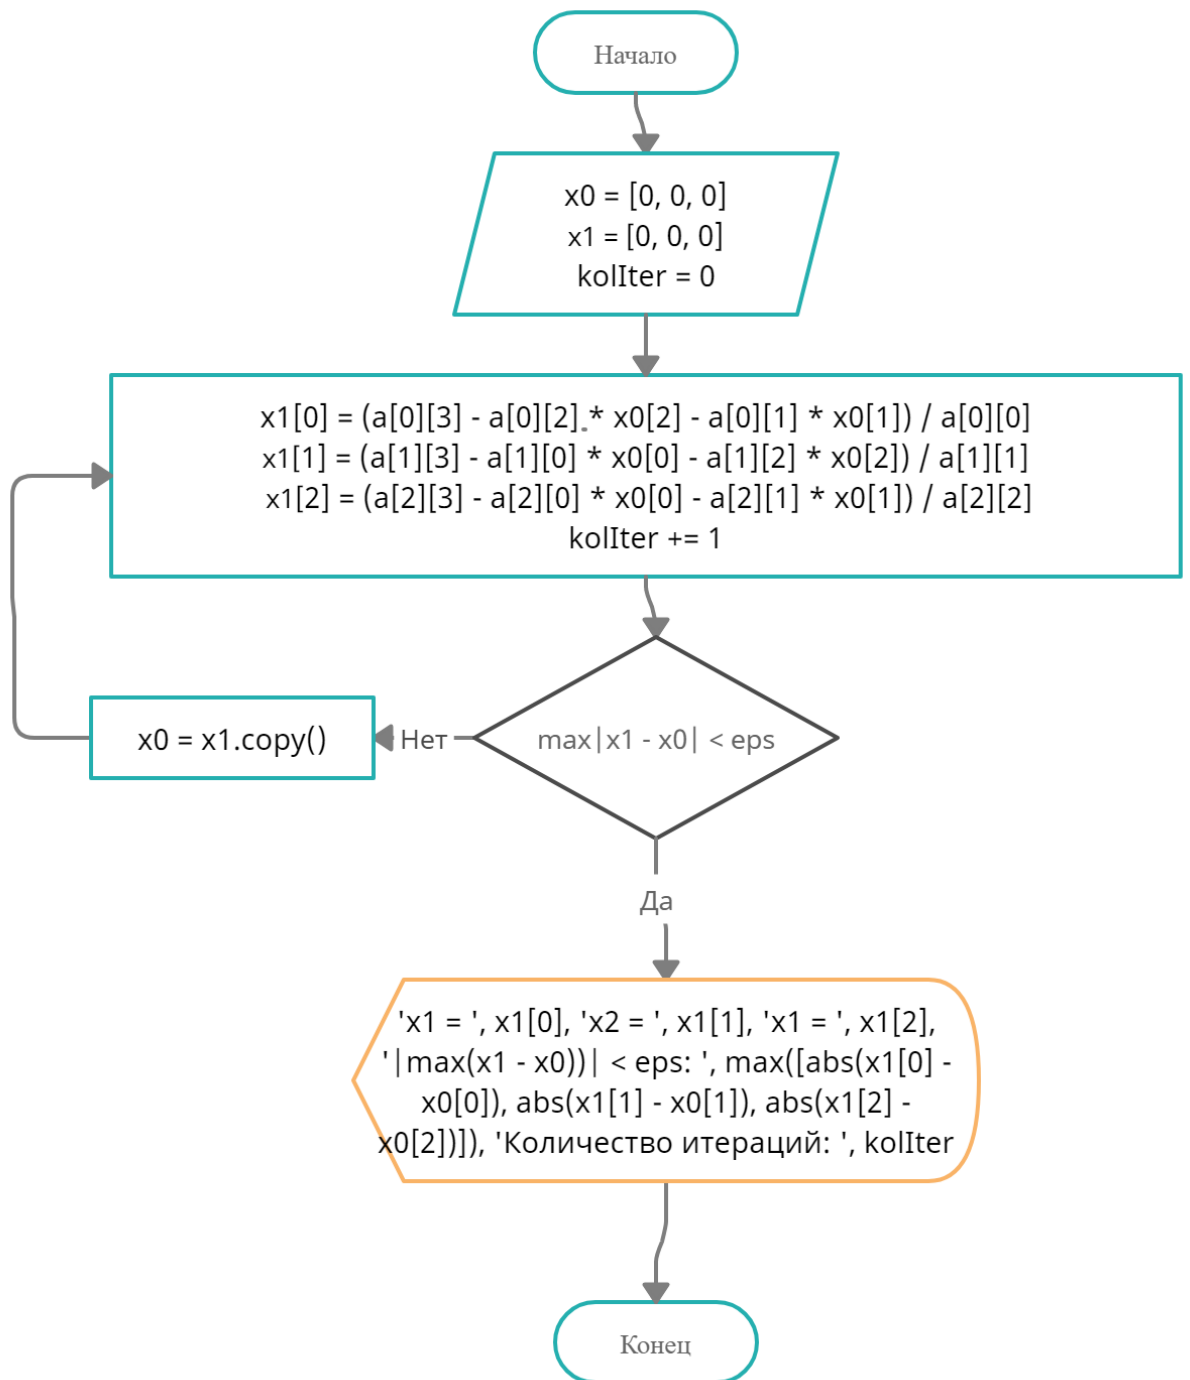 Начало
x0 = [0, 0, 0]
x1 = [0, 0, 0]
kolIter = 0
x1[0] = (a[0][3] - a[0][2] * x0[2] - a[0][1] * x0[1]) / a[0][0]
x1[1] = (a[1][3] - a[1][0] * x0[0] - a[1][2] * x0[2]) / a[1][1]
x1[2] = (a[2][3] - a[2][0] * x0[0] - a[2][1] * x0[1]) / a[2][2]
kolIter += 1
max|x1 - x0| < eps
Нет
x0 = x1.copy()
Да
'x1 = ', x1[0], 'x2 = ', x1[1], 'x1 = ', x1[2],
'|max(x1 - x0))| < eps: ', max([abs(x1[0] -
x0[0]), abs(x1[1] - x0[1]), abs(x1[2] -
x0[2])]), 'Количество итераций: ', kolIter
Конец